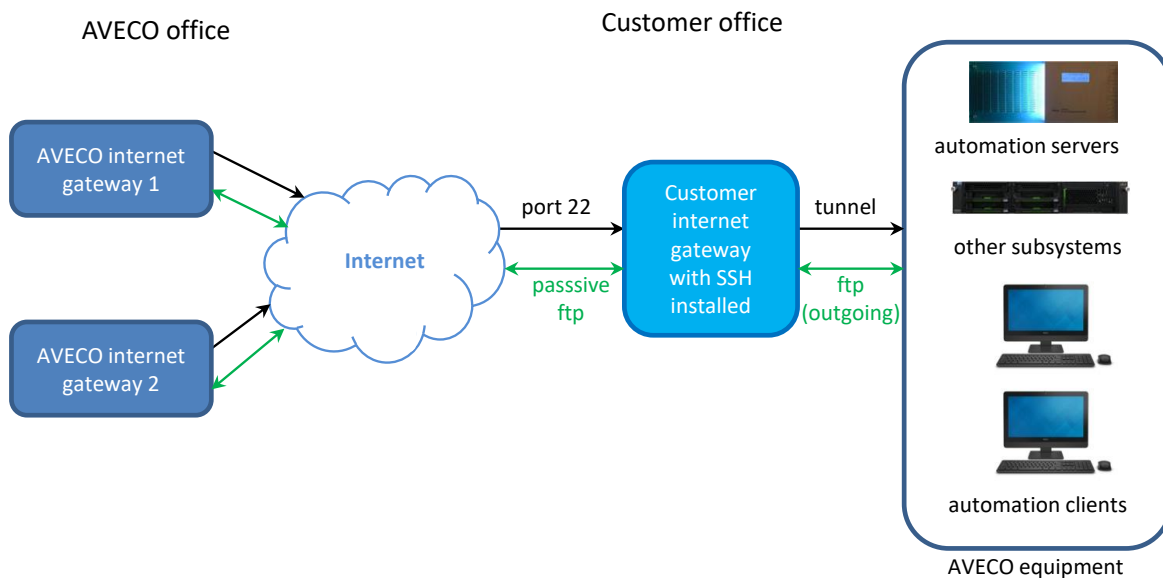 AVECO office
Customer office
AVECO internet
gateway 1
AVECO internet
gateway 2
Internet
port 22
passsive
ftp
Customer
internet
gateway
with SSH
installed
tunnel
ftp
(outgoing)
automation servers
other subsystems
automation clients
AVECO equipment